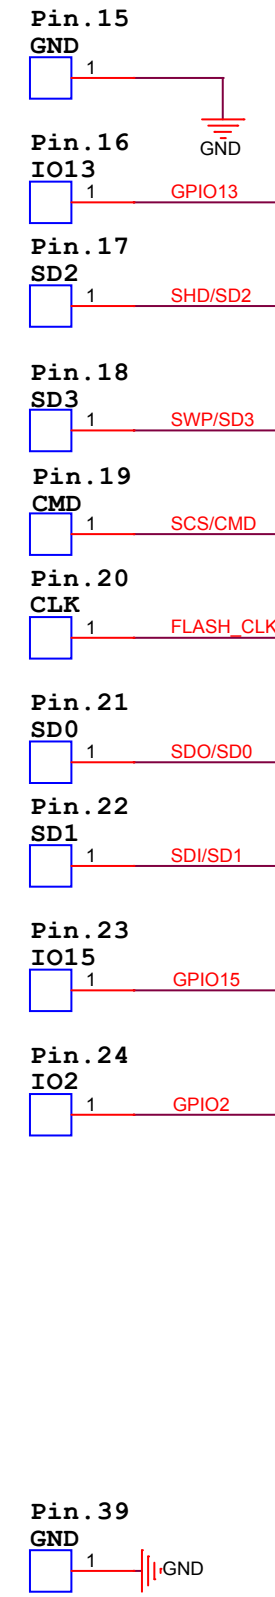 Pin.15
GND
1
GND
Pin.16
IO13
1 GPIO13
Pin.17
SD2
1 SHD/SD2
Pin.18
SD3
1 SWP/SD3
Pin.19
CMD
1 SCS/CMD
Pin.20
CLK
1 FLASH_CLK
Pin.21
SD0
1 SDO/SD0
Pin.22
SD1
1 SDI/SD1
Pin.23
IO15
1 GPIO15
Pin.24
IO2
1 GPIO2
Pin.39
GND
1 GND